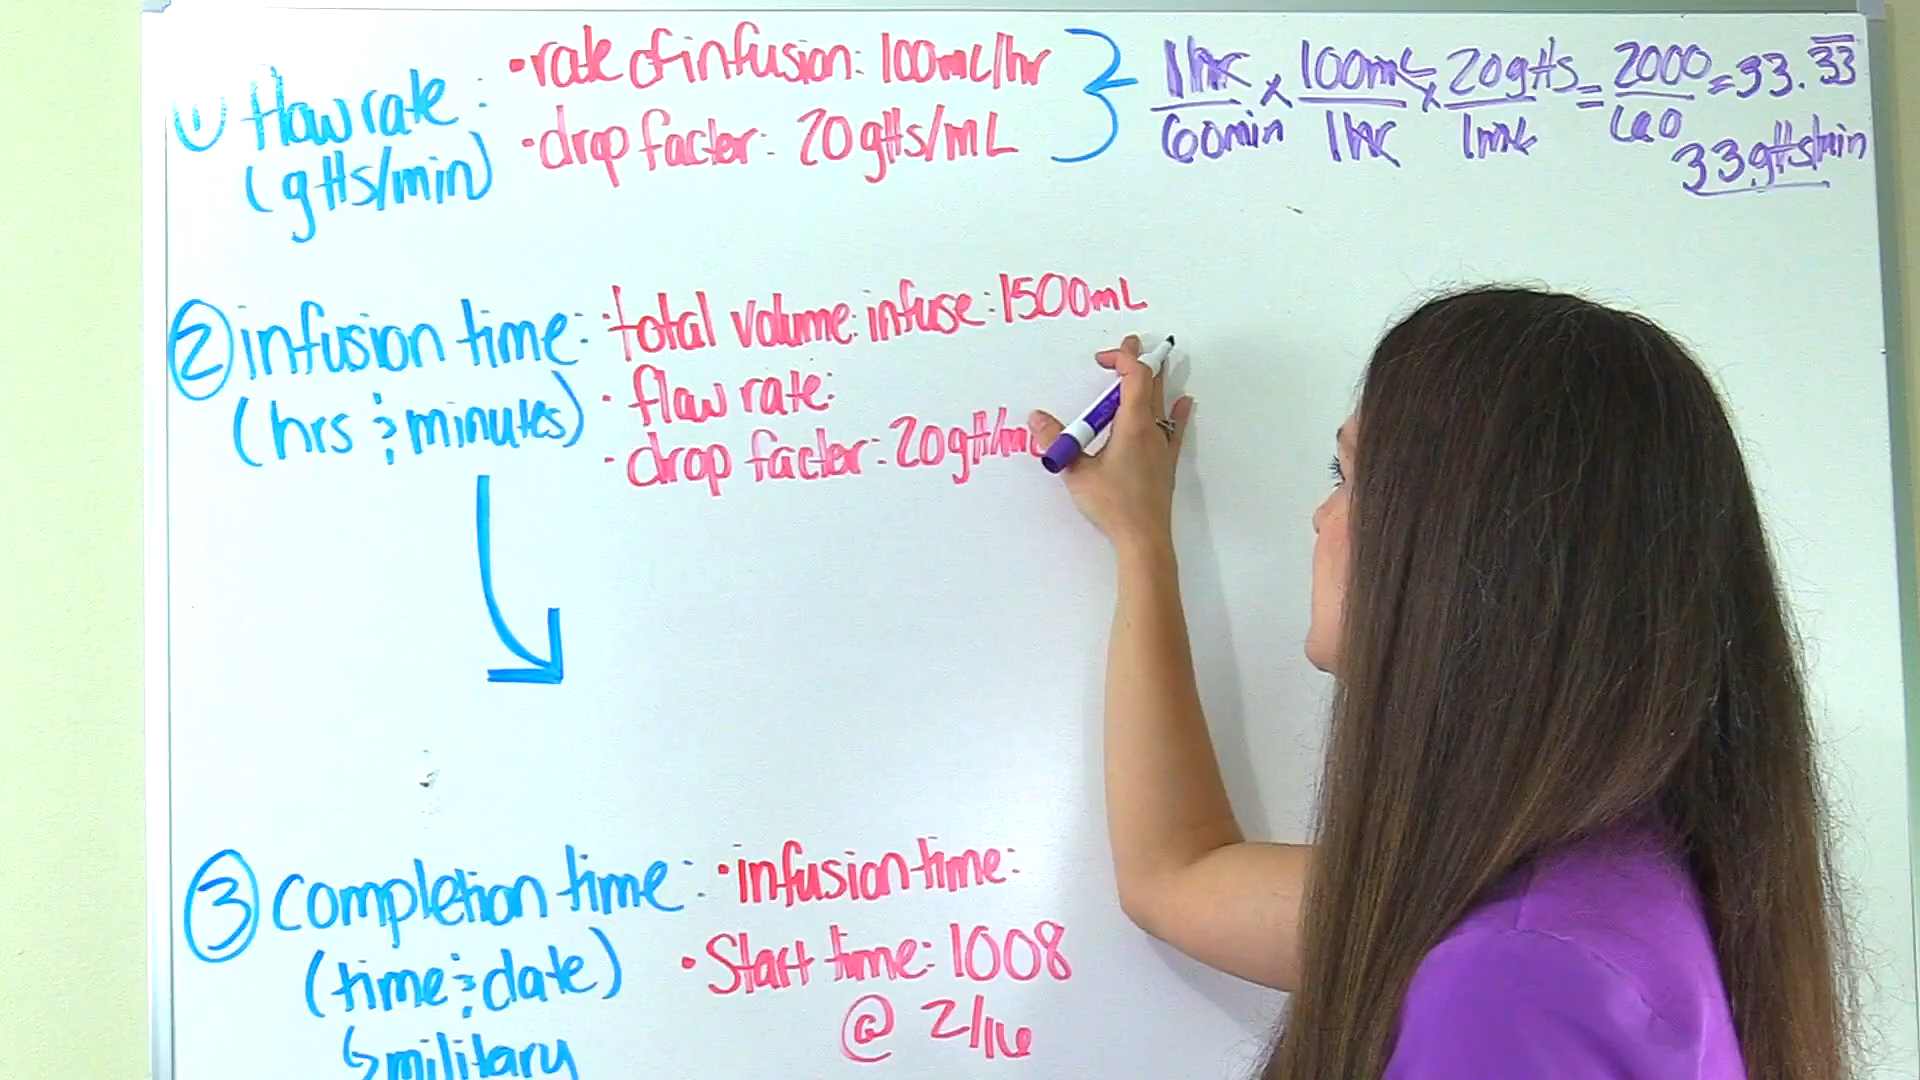 ① flow rate:
(gtts/min)
• rate of infusion: 100mL/hr
• drop factor: 20gtts/mL
1hr/60min x 100mL/1hr x 20gtts/1mL = 2000/60 = 33.33
33gtts/min
② infusion time:
(hrs & minutes)
• total volume infuse: 1500mL
• flow rate:
• drop factor: 20gtt/mL
③ completion time:
(time & date)
↳ military
• infusion time:
• Start time: 1008
@ 2/16